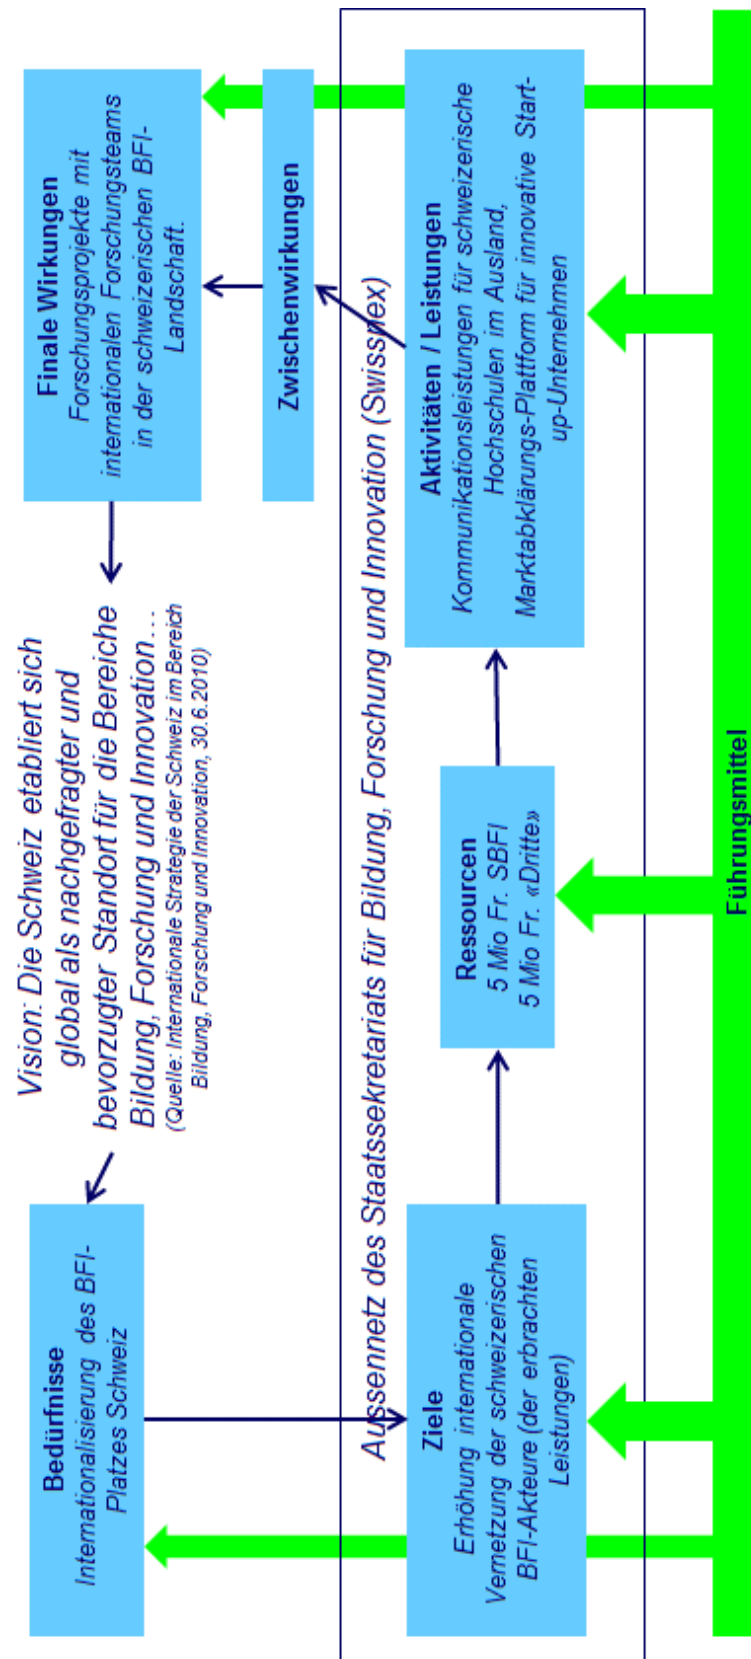 Vision: Die Schweiz etabliert sich
global als nachgefragter und
bevorzugter Standort für die Bereiche
Bildung, Forschung und Innovation…
(Quelle: Internationale Strategie der Schweiz im Bereich
Bildung, Forschung und Innovation, 30.6.2010)
Bedürfnisse
Internationalisierung des BFI-
Platzes Schweiz
Finale Wirkungen
Forschungsprojekte mit
internationalen Forschungsteams
in der schweizerischen BFI-
Landschaft.
Zwischenwirkungen
Aussennetz des Staatssekretariats für Bildung, Forschung und Innovation (Swissnex)
Ziele
Erhöhung internationale
Vernetzung der schweizerischen
BFI-Akteure (der erbrachten
Leistungen)
Ressourcen
5 Mio Fr. SBFI
5 Mio Fr. «Dritte»
Aktivitäten / Leistungen
Kommunikationsleistungen für schweizerische
Hochschulen im Ausland,
Marktabklärungs-Plattform für innovative Start-
up-Unternehmen
Führungsmittel